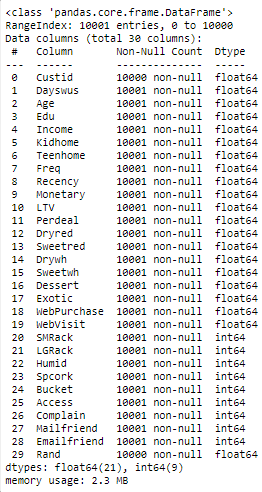 <class 'pandas.core.frame.DataFrame'>
RangeIndex: 10001 entries, 0 to 10000
Data columns (total 30 columns):
 #   Column       Non-Null Count  Dtype
---  ------       --------------  -----
 0   Custid       10000 non-null  float64
 1   Dayswus      10001 non-null  float64
 2   Age          10001 non-null  float64
 3   Edu          10001 non-null  float64
 4   Income       10001 non-null  float64
 5   Kidhome      10001 non-null  float64
 6   Teenhome     10001 non-null  float64
 7   Freq         10001 non-null  float64
 8   Recency      10001 non-null  float64
 9   Monetary     10001 non-null  float64
 10  LTV          10001 non-null  float64
 11  Perdeal      10001 non-null  float64
 12  Dryred       10001 non-null  float64
 13  Sweetred     10001 non-null  float64
 14  Drywh        10001 non-null  float64
 15  Sweetwh      10001 non-null  float64
 16  Dessert      10001 non-null  float64
 17  Exotic       10001 non-null  float64
 18  WebPurchase  10001 non-null  float64
 19  WebVisit     10001 non-null  float64
 20  SMRack       10001 non-null  int64
 21  LGRack       10001 non-null  int64
 22  Humid        10001 non-null  int64
 23  Spcork       10001 non-null  int64
 24  Bucket       10001 non-null  int64
 25  Access       10001 non-null  int64
 26  Complain     10001 non-null  int64
 27  Mailfriend   10001 non-null  int64
 28  Emailfriend  10001 non-null  int64
 29  Rand         10000 non-null  float64
dtypes: float64(21), int64(9)
memory usage: 2.3 MB